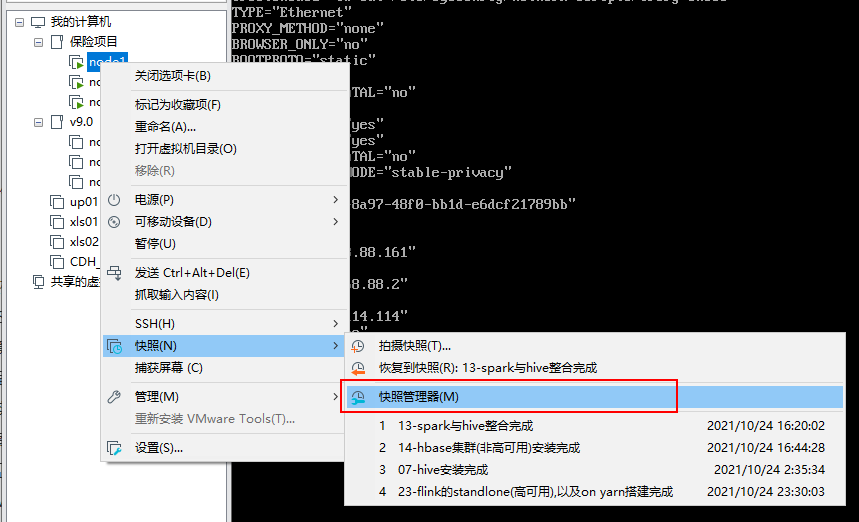 TYPE="Ethernet"
PROXY_METHOD="none"
BROWSER_ONLY="no"
BOOTPROTO="static"
TAL="no"
yes"
yes"
TAL="no"
ODE="stable-privacy"
8a97-48f0-bb1d-e6dcf21789bb"
.88.161"
68.88.2"
14.114"
我的计算机
保险项目
node1
no
no
v9.0
no
no
no
up01
xls01
xls02
CDH_
共享的虚
关闭选项卡(B)
标记为收藏项(F)
重命名(A)...
打开虚拟机目录(O)
移除(R)
电源(P)
可移动设备(D)
暂停(U)
发送 Ctrl+Alt+Del(E)
抓取输入内容(I)
SSH(H)
快照(N)
捕获屏幕 (C)
管理(M)
重新安装 VMware Tools(T)...
设置(S)...
拍摄快照(T)...
恢复到快照(R): 13-spark与hive整合完成
快照管理器(M)
1 13-spark与hive整合完成 2021/10/24 16:20:02
2 14-hbase集群(非高可用)安装完成 2021/10/24 16:44:28
3 07-hive安装完成 2021/10/24 2:35:34
4 23-flink的standlone(高可用),以及on yarn搭建完成 2021/10/24 23:30:03